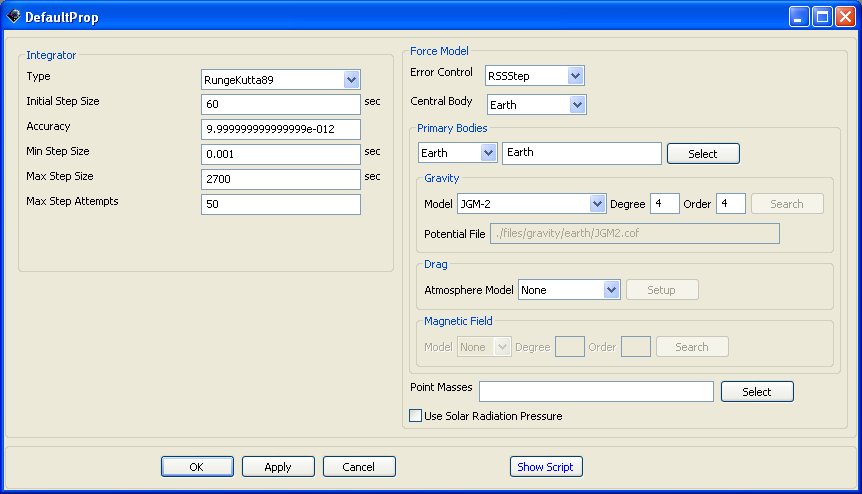 DefaultProp
Integrator
Type RungeKutta89
Initial Step Size 60 sec
Accuracy 9.999999999999999e-012
Min Step Size 0.001 sec
Max Step Size 2700 sec
Max Step Attempts 50
Force Model
Error Control RSSStep
Central Body Earth
Primary Bodies
Earth Earth Select
Gravity
Model JGM-2 Degree 4 Order 4 Search
Potential File ./files/gravity/earth/JGM2.cof
Drag
Atmosphere Model None Setup
Magnetic Field
Model None Degree Order Search
Point Masses Select
Use Solar Radiation Pressure
OK Apply Cancel Show Script